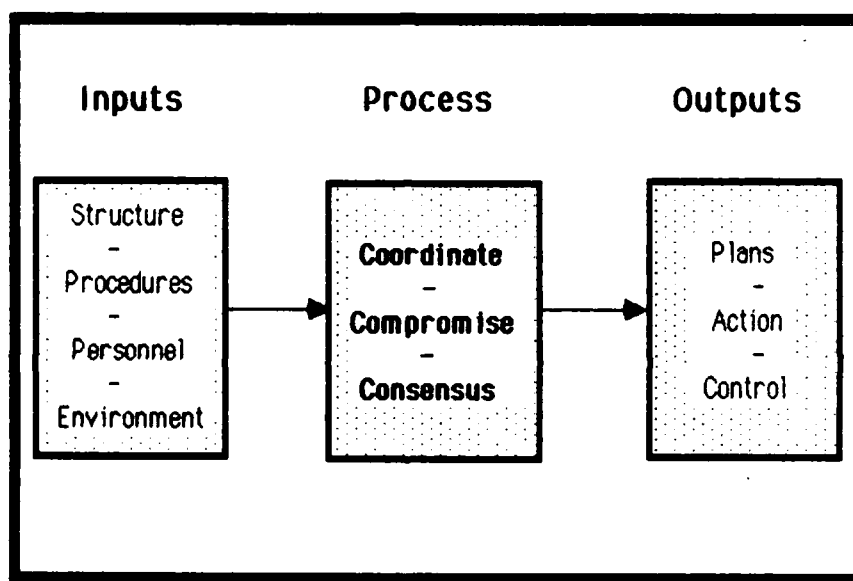 Inputs
Structure
-
Procedures
-
Personnel
-
Environment
Process
Coordinate
-
Compromise
-
Consensus
Outputs
Plans
-
Action
-
Control